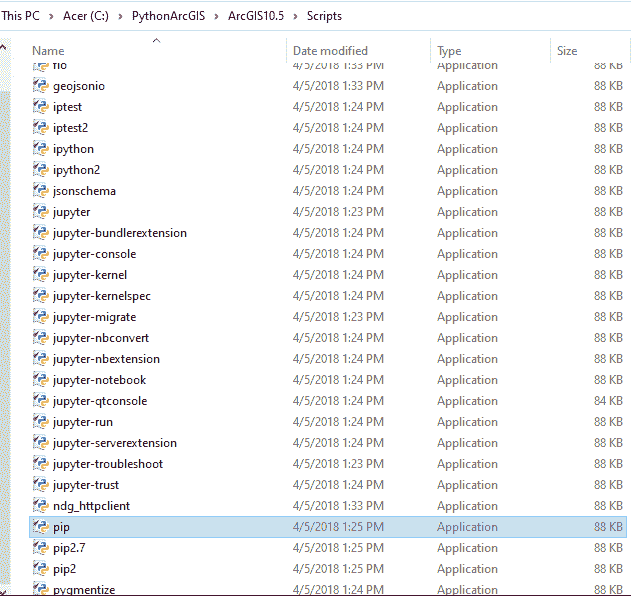 This PC > Acer (C:) > PythonArcGIS > ArcGIS10.5 > Scripts
Name Date modified Type Size
fio 4/5/2018 1:33 PM Application 88 KB
geojsonio 4/5/2018 1:33 PM Application 88 KB
iptest 4/5/2018 1:24 PM Application 88 KB
iptest2 4/5/2018 1:24 PM Application 88 KB
ipython 4/5/2018 1:24 PM Application 88 KB
ipython2 4/5/2018 1:24 PM Application 88 KB
jsonschema 4/5/2018 1:24 PM Application 88 KB
jupyter 4/5/2018 1:23 PM Application 88 KB
jupyter-bundlerextension 4/5/2018 1:24 PM Application 88 KB
jupyter-console 4/5/2018 1:24 PM Application 88 KB
jupyter-kernel 4/5/2018 1:24 PM Application 88 KB
jupyter-kernelspec 4/5/2018 1:24 PM Application 88 KB
jupyter-migrate 4/5/2018 1:23 PM Application 88 KB
jupyter-nbconvert 4/5/2018 1:24 PM Application 88 KB
jupyter-nbextension 4/5/2018 1:24 PM Application 88 KB
jupyter-notebook 4/5/2018 1:24 PM Application 88 KB
jupyter-qtconsole 4/5/2018 1:24 PM Application 84 KB
jupyter-run 4/5/2018 1:24 PM Application 88 KB
jupyter-serverextension 4/5/2018 1:24 PM Application 88 KB
jupyter-troubleshoot 4/5/2018 1:23 PM Application 88 KB
jupyter-trust 4/5/2018 1:24 PM Application 88 KB
ndg_httpclient 4/5/2018 1:33 PM Application 88 KB
pip 4/5/2018 1:25 PM Application 88 KB
pip2.7 4/5/2018 1:25 PM Application 88 KB
pip2 4/5/2018 1:25 PM Application 88 KB
pygmentize 4/5/2018 1:24 PM Application 88 KB